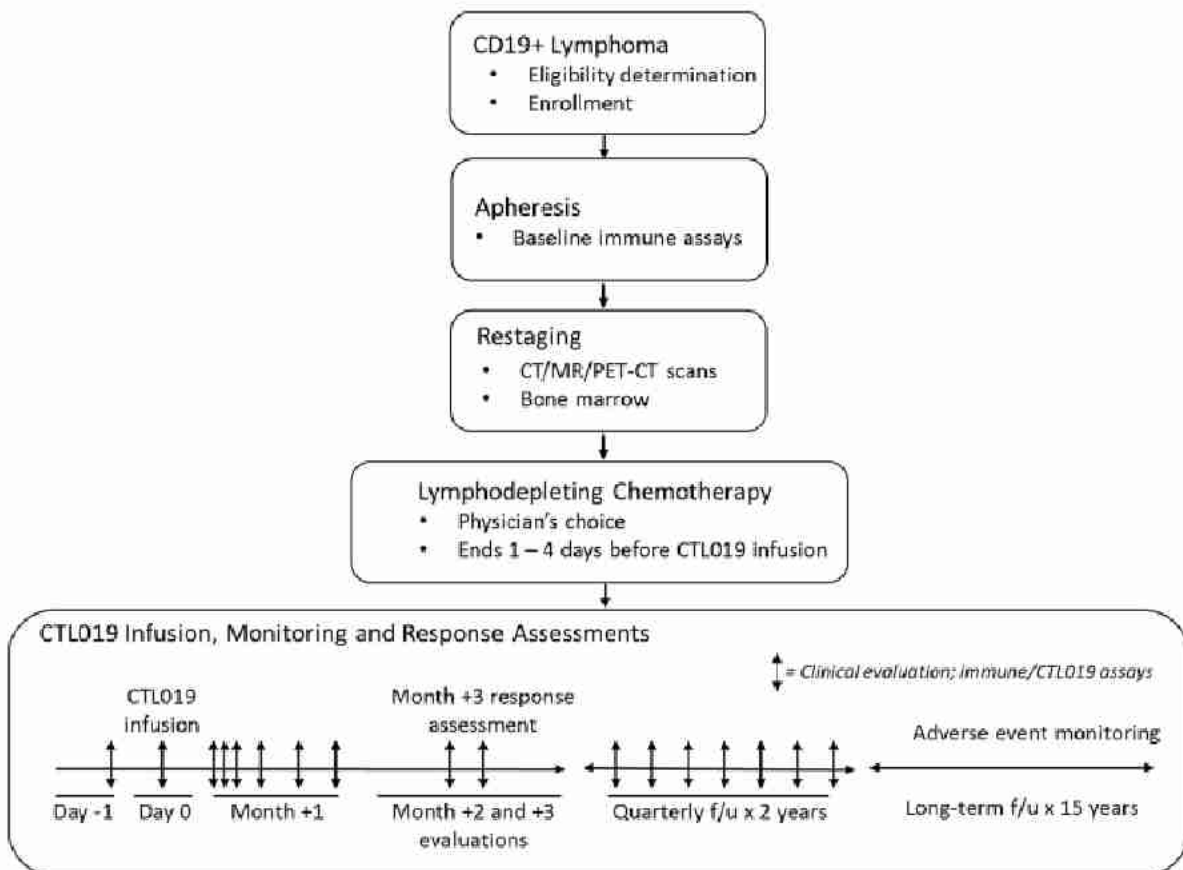 CD19+ Lymphoma
• Eligibility determination
• Enrollment
Apheresis
• Baseline immune assays
Restaging
• CT/MR/PET-CT scans
• Bone marrow
Lymphodepleting Chemotherapy
• Physician's choice
• Ends 1 – 4 days before CTL019 infusion
CTL019 Infusion, Monitoring and Response Assessments
= Clinical evaluation; immune/CTL019 assays
CTL019
infusion
Month +3 response
assessment
Adverse event monitoring
Day -1
Day 0
Month +1
Month +2 and +3
evaluations
Quarterly f/u x 2 years
Long-term f/u x 15 years